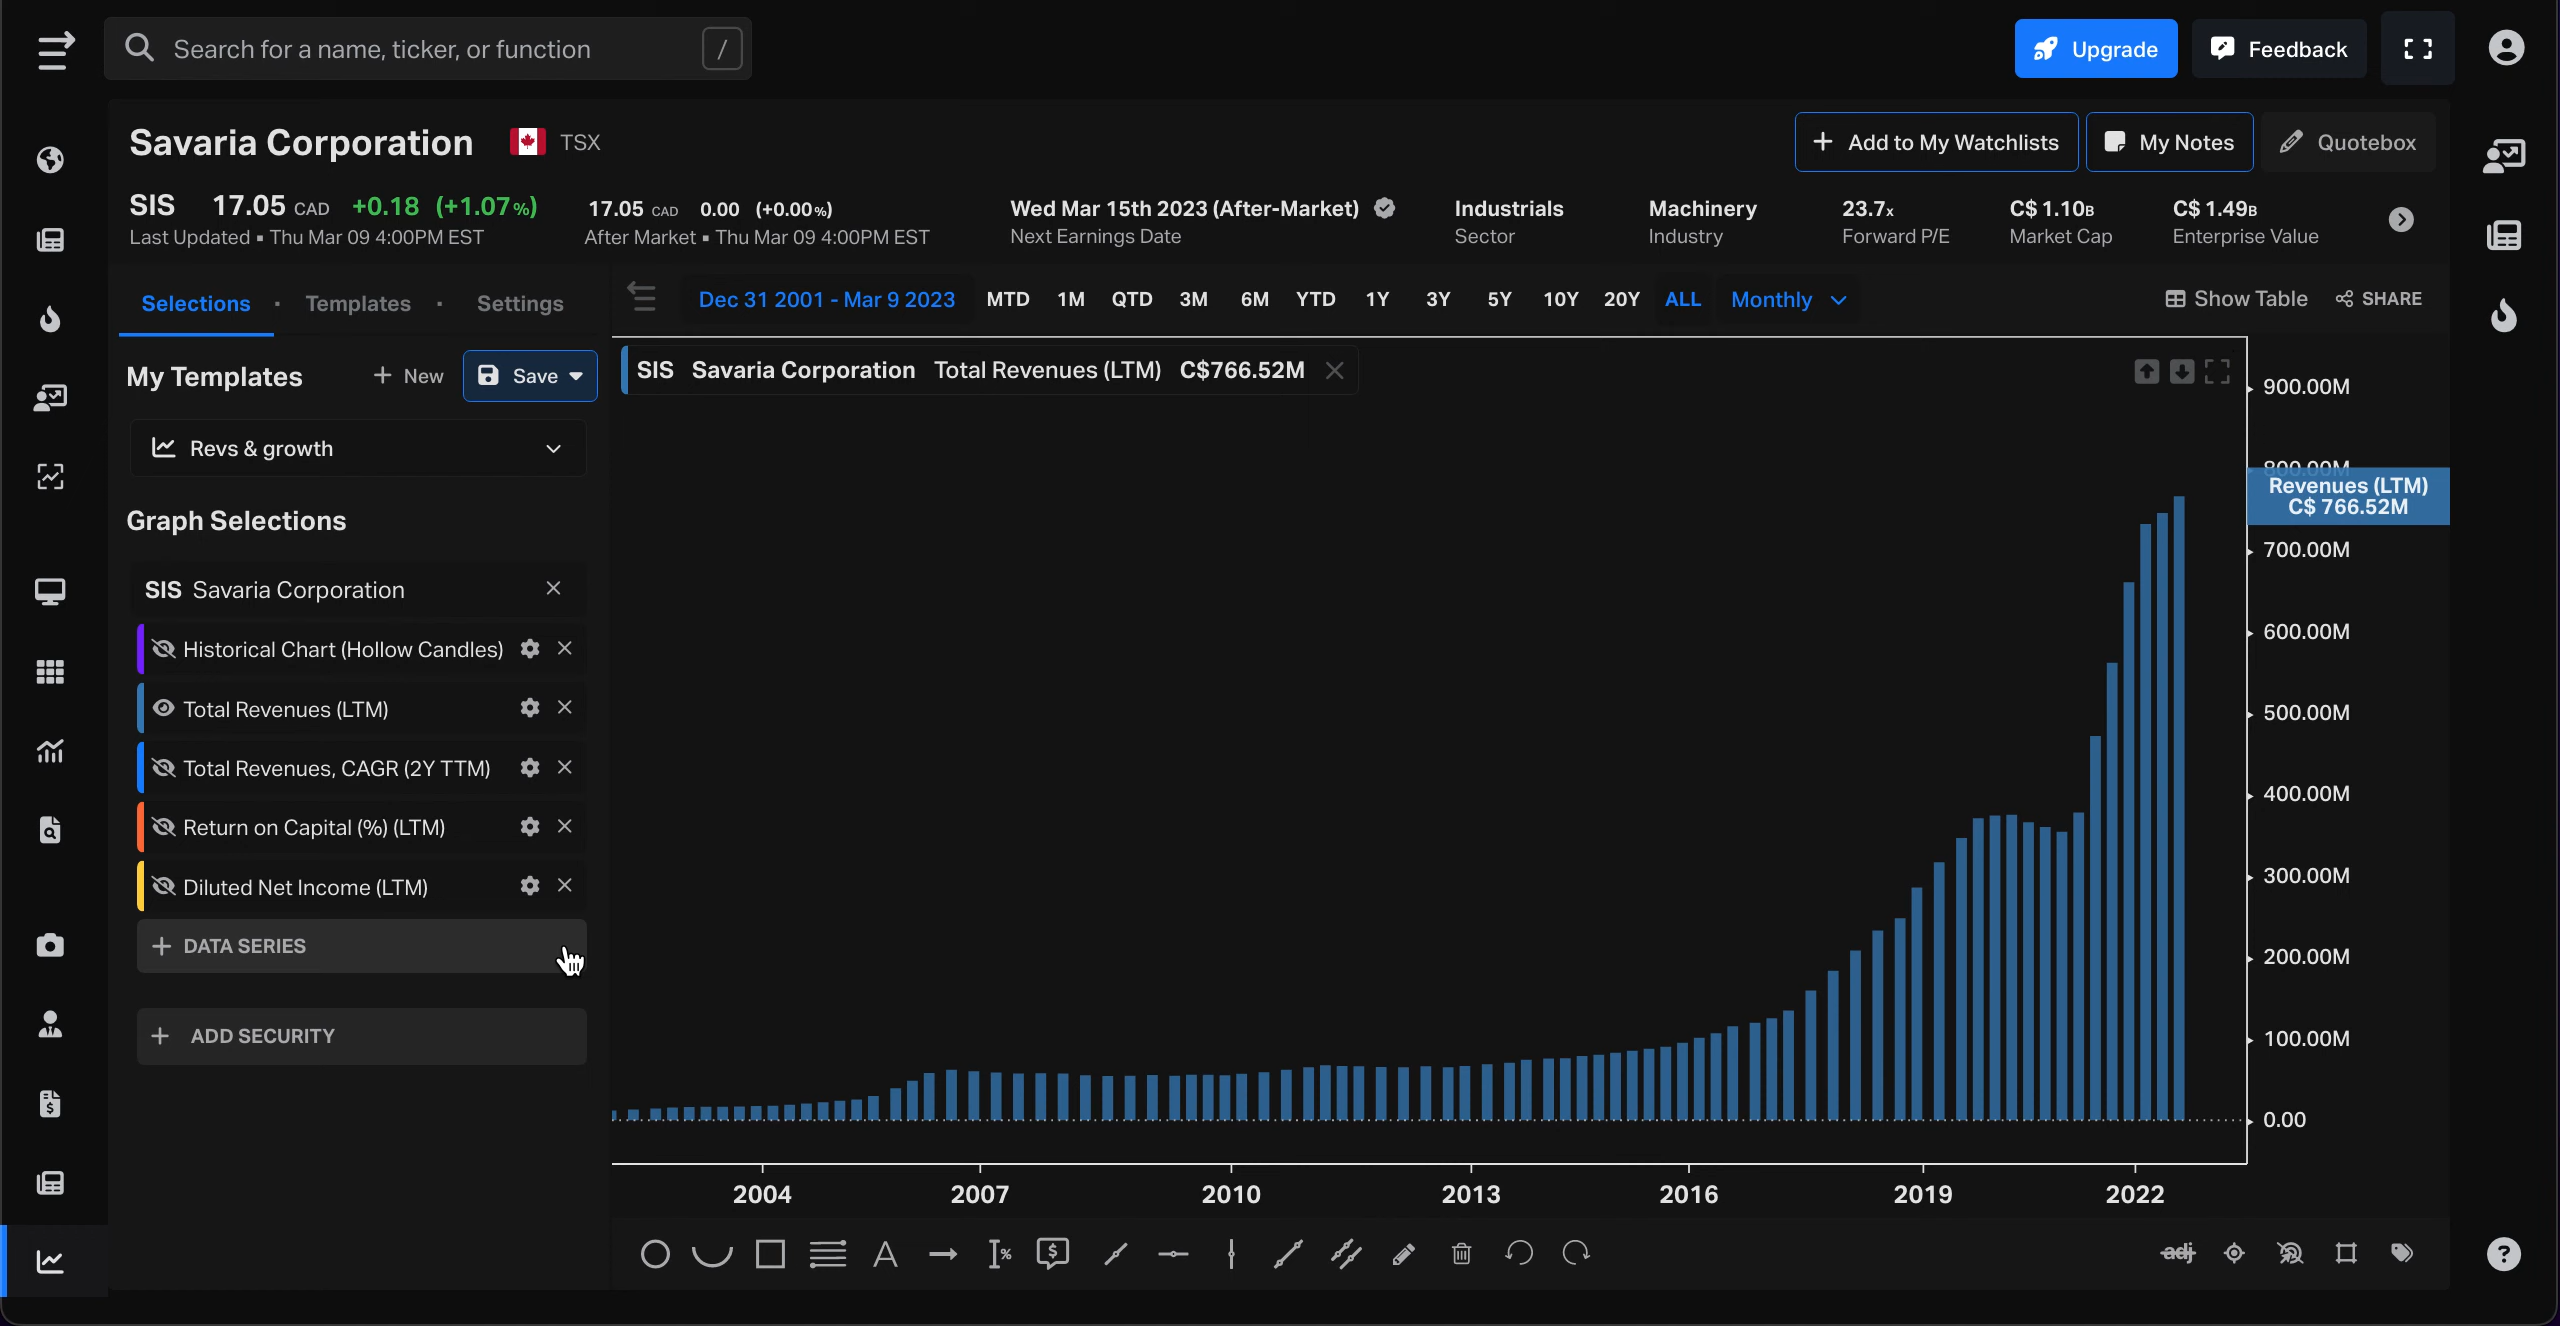 Search for a name, ticker, or function /
Upgrade
Feedback
Savaria Corporation TSX
Add to My Watchlists
My Notes
Quotebox
SIS 17.05 CAD +0.18 (+1.07%)
Last Updated ▪ Thu Mar 09 4:00PM EST
17.05 CAD 0.00 (+0.00%)
After Market ▪ Thu Mar 09 4:00PM EST
Wed Mar 15th 2023 (After-Market)
Next Earnings Date
Industrials
Sector
Machinery
Industry
23.7x
Forward P/E
C$ 1.10B
Market Cap
C$ 1.49B
Enterprise Value
Selections · Templates · Settings
Dec 31 2001 - Mar 9 2023 MTD 1M QTD 3M 6M YTD 1Y 3Y 5Y 10Y 20Y ALL Monthly
Show Table SHARE
My Templates + New Save
Revs & growth
Graph Selections
SIS Savaria Corporation
Historical Chart (Hollow Candles)
Total Revenues (LTM)
Total Revenues, CAGR (2Y TTM)
Return on Capital (%) (LTM)
Diluted Net Income (LTM)
+ DATA SERIES
+ ADD SECURITY
SIS Savaria Corporation Total Revenues (LTM) C$766.52M
900.00M
800.00M
Revenues (LTM)
C$ 766.52M
700.00M
600.00M
500.00M
400.00M
300.00M
200.00M
100.00M
0.00
2004 2007 2010 2013 2016 2019 2022
A
%
$
adj
?